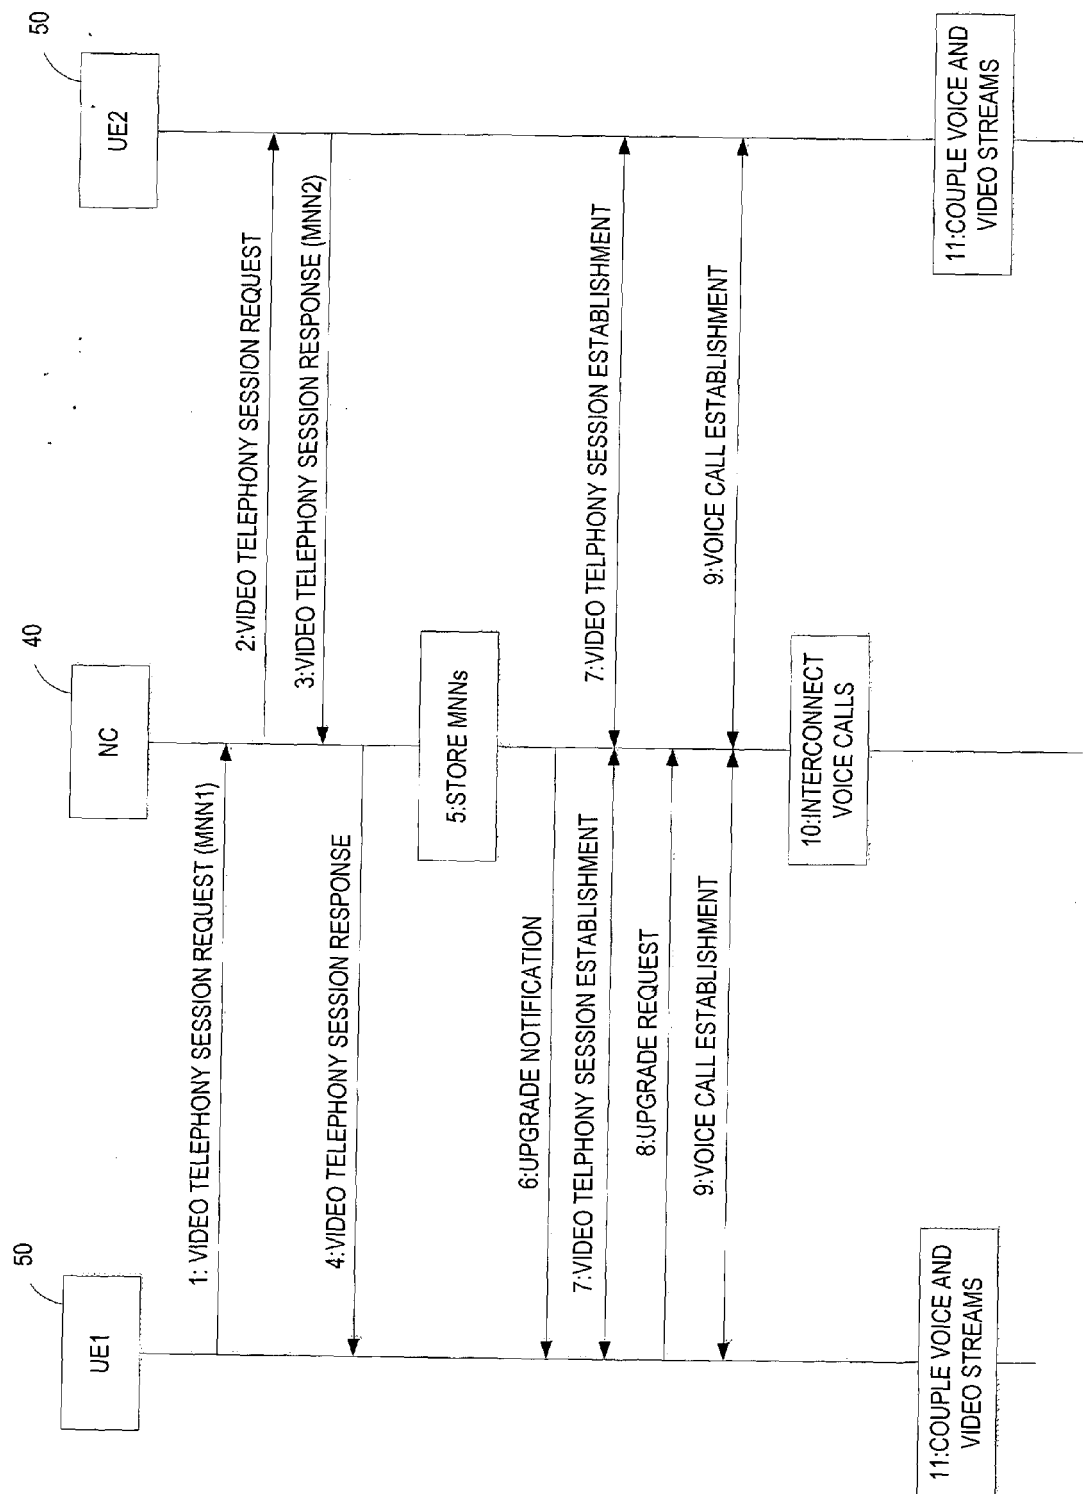 50
UE1
40
NC
50
UE2
1: VIDEO TELEPHONY SESSION REQUEST (MNN1)
2:VIDEO TELEPHONY SESSION REQUEST
3:VIDEO TELEPHONY SESSION RESPONSE (MNN2)
4:VIDEO TELEPHONY SESSION RESPONSE
5:STORE MNNs
6:UPGRADE NOTIFICATION
7:VIDEO TELPHONY SESSION ESTABLISHMENT
7:VIDEO TELPHONY SESSION ESTABLISHMENT
8:UPGRADE REQUEST
9:VOICE CALL ESTABLISHMENT
9:VOICE CALL ESTABLISHMENT
10:INTERCONNECT
VOICE CALLS
11:COUPLE VOICE AND
VIDEO STREAMS
11:COUPLE VOICE AND
VIDEO STREAMS